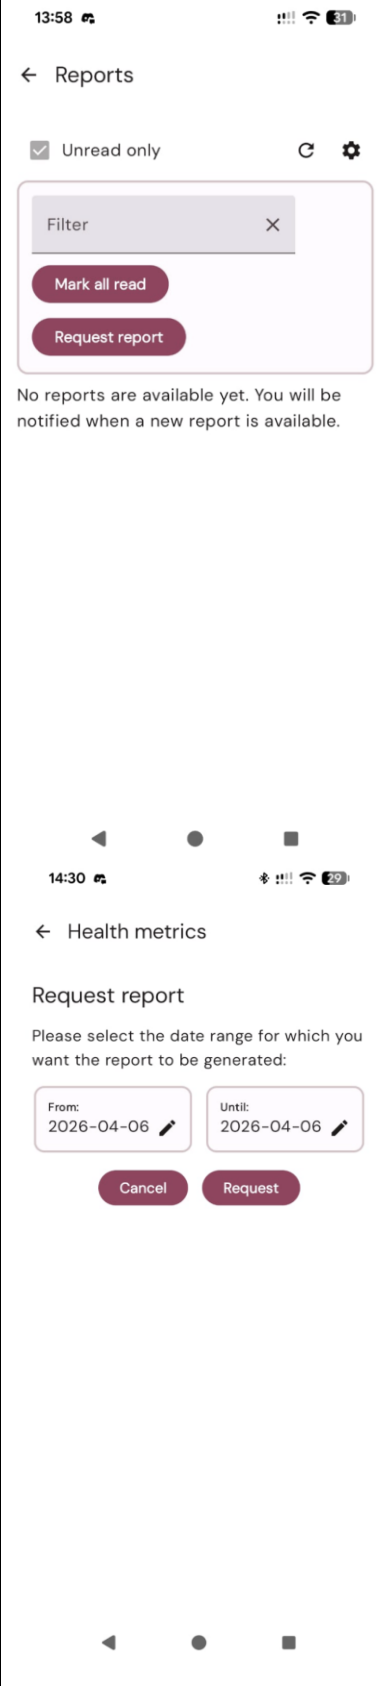 13:58
31
Reports
Unread only
Filter
Mark all read
Request report
No reports are available yet. You will be
notified when a new report is available.
14:30
29
Health metrics
Request report
Please select the date range for which you
want the report to be generated:
From:
2026-04-06
Until:
2026-04-06
Cancel
Request